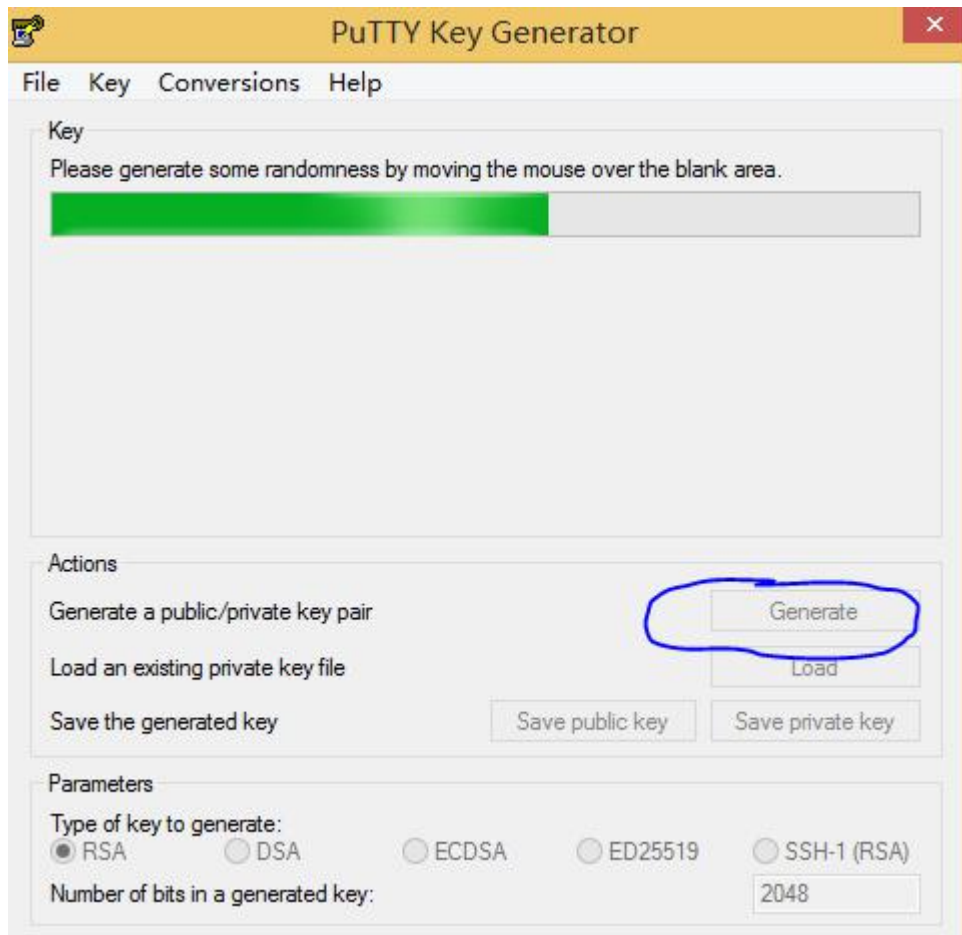 PuTTY Key Generator
File Key Conversions Help
Key
Please generate some randomness by moving the mouse over the blank area.
Actions
Generate a public/private key pair Generate
Load an existing private key file Load
Save the generated key Save public key Save private key
Parameters
Type of key to generate:
RSA DSA ECDSA ED25519 SSH-1 (RSA)
Number of bits in a generated key: 2048